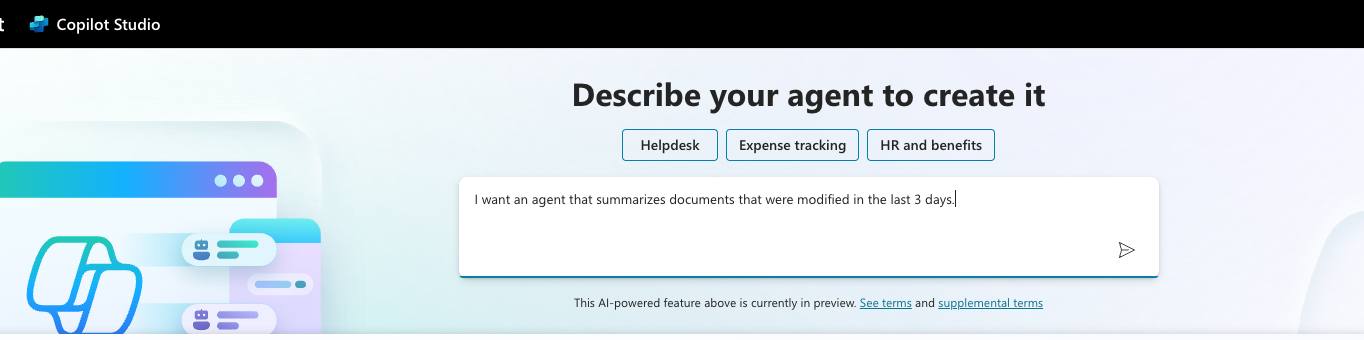 t Copilot Studio
Describe your agent to create it
Helpdesk Expense tracking HR and benefits
I want an agent that summarizes documents that were modified in the last 3 days.
This AI-powered feature above is currently in preview. See terms and supplemental terms